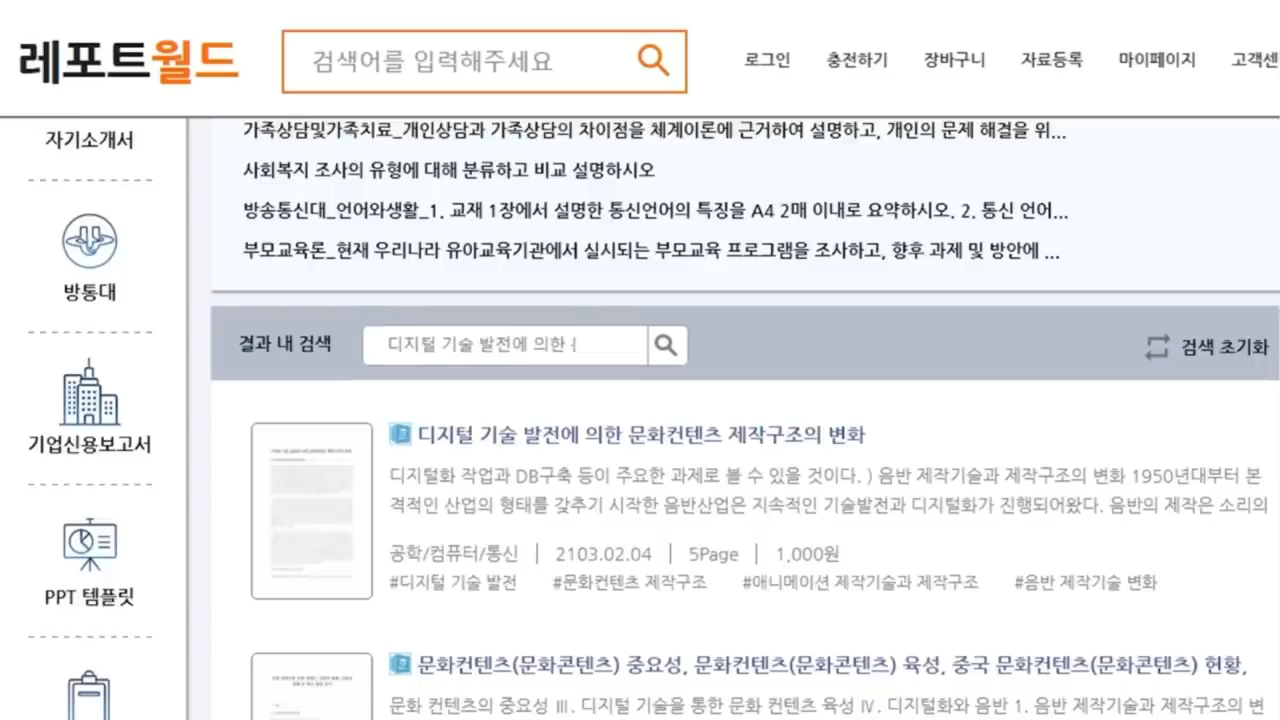 레포트월드
검색어를 입력해주세요
로그인 충전하기 장바구니 자료등록 마이페이지 고객센
자기소개서
방통대
기업신용보고서
PPT 템플릿
가족상담및가족치료_개인상담과 가족상담의 차이점을 체계이론에 근거하여 설명하고, 개인의 문제 해결을 위...
사회복지 조사의 유형에 대해 분류하고 비교 설명하시오
방송통신대_언어와생활_1. 교재 1장에서 설명한 통신언어의 특징을 A4 2매 이내로 요약하시오. 2. 통신 언어...
부모교육론_현재 우리나라 유아교육기관에서 실시되는 부모교육 프로그램을 조사하고, 향후 과제 및 방안에 ...
결과 내 검색
디지털 기술 발전에 의한
검색 초기화
디지털 기술 발전에 의한 문화컨텐츠 제작구조의 변화
디지털화 작업과 DB구축 등이 주요한 과제로 볼 수 있을 것이다. ) 음반 제작기술과 제작구조의 변화 1950년대부터 본
격적인 산업의 형태를 갖추기 시작한 음반산업은 지속적인 기술발전과 디지털화가 진행되어왔다. 음반의 제작은 소리의
공학/컴퓨터/통신 | 2103.02.04 | 5Page | 1,000원
#디지털 기술 발전 #문화컨텐츠 제작구조 #애니메이션 제작기술과 제작구조 #음반 제작기술 변화
문화컨텐츠(문화콘텐츠) 중요성, 문화컨텐츠(문화콘텐츠) 육성, 중국 문화컨텐츠(문화콘텐츠) 현황,
문화 컨텐츠의 중요성 Ⅲ. 디지털 기술을 통한 문화 컨텐츠 육성 Ⅳ. 디지털화와 음반 1. 음반 제작기술과 제작구조의 변